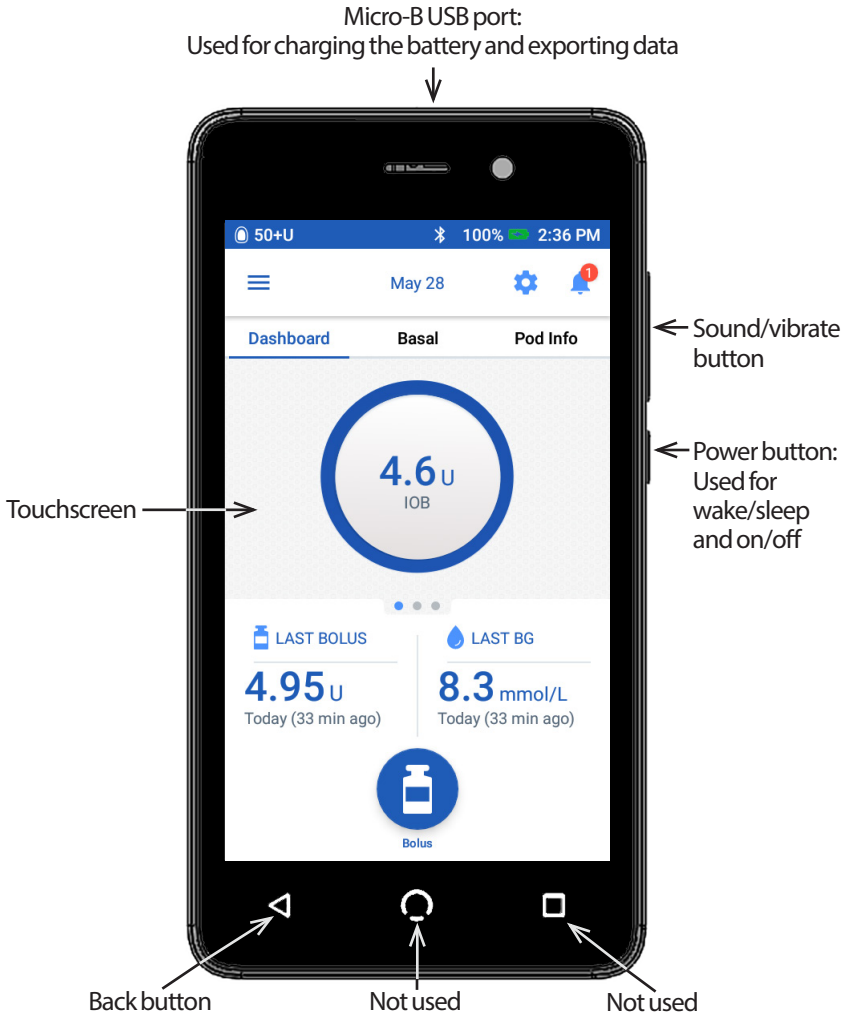 Micro-B USB port:
Used for charging the battery and exporting data
50+U 100% 2:36 PM
May 28 1
Dashboard Basal Pod Info
4.6 U
IOB
Touchscreen
Sound/vibrate
button
Power button:
Used for
wake/sleep
and on/off
LAST BOLUS
4.95 U
Today (33 min ago)
LAST BG
8.3 mmol/L
Today (33 min ago)
Bolus
Back button
Not used
Not used